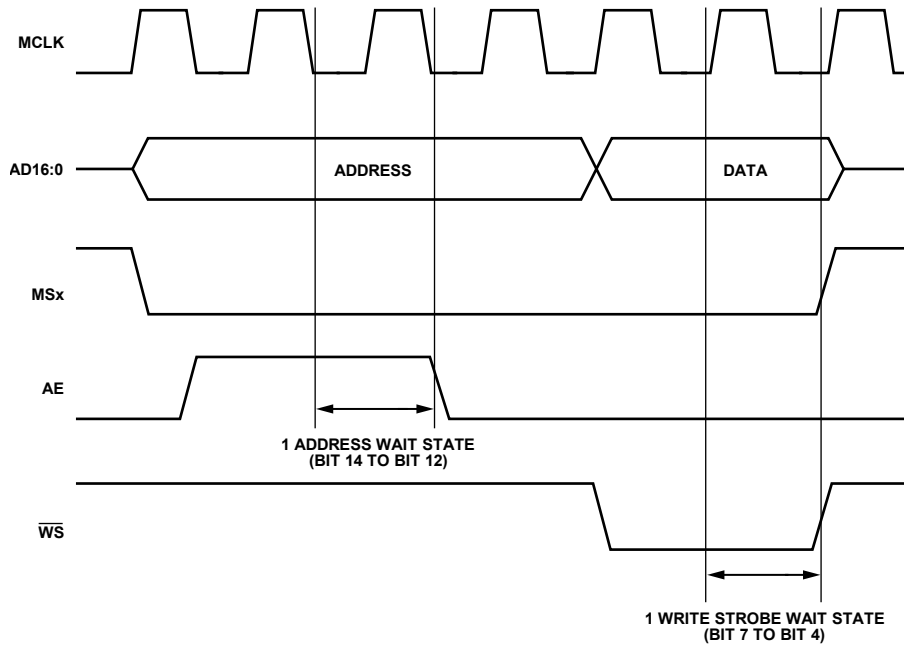 MCLK
AD16:0
ADDRESS
DATA
MSx
AE
1 ADDRESS WAIT STATE
(BIT 14 TO BIT 12)
WS
1 WRITE STROBE WAIT STATE
(BIT 7 TO BIT 4)